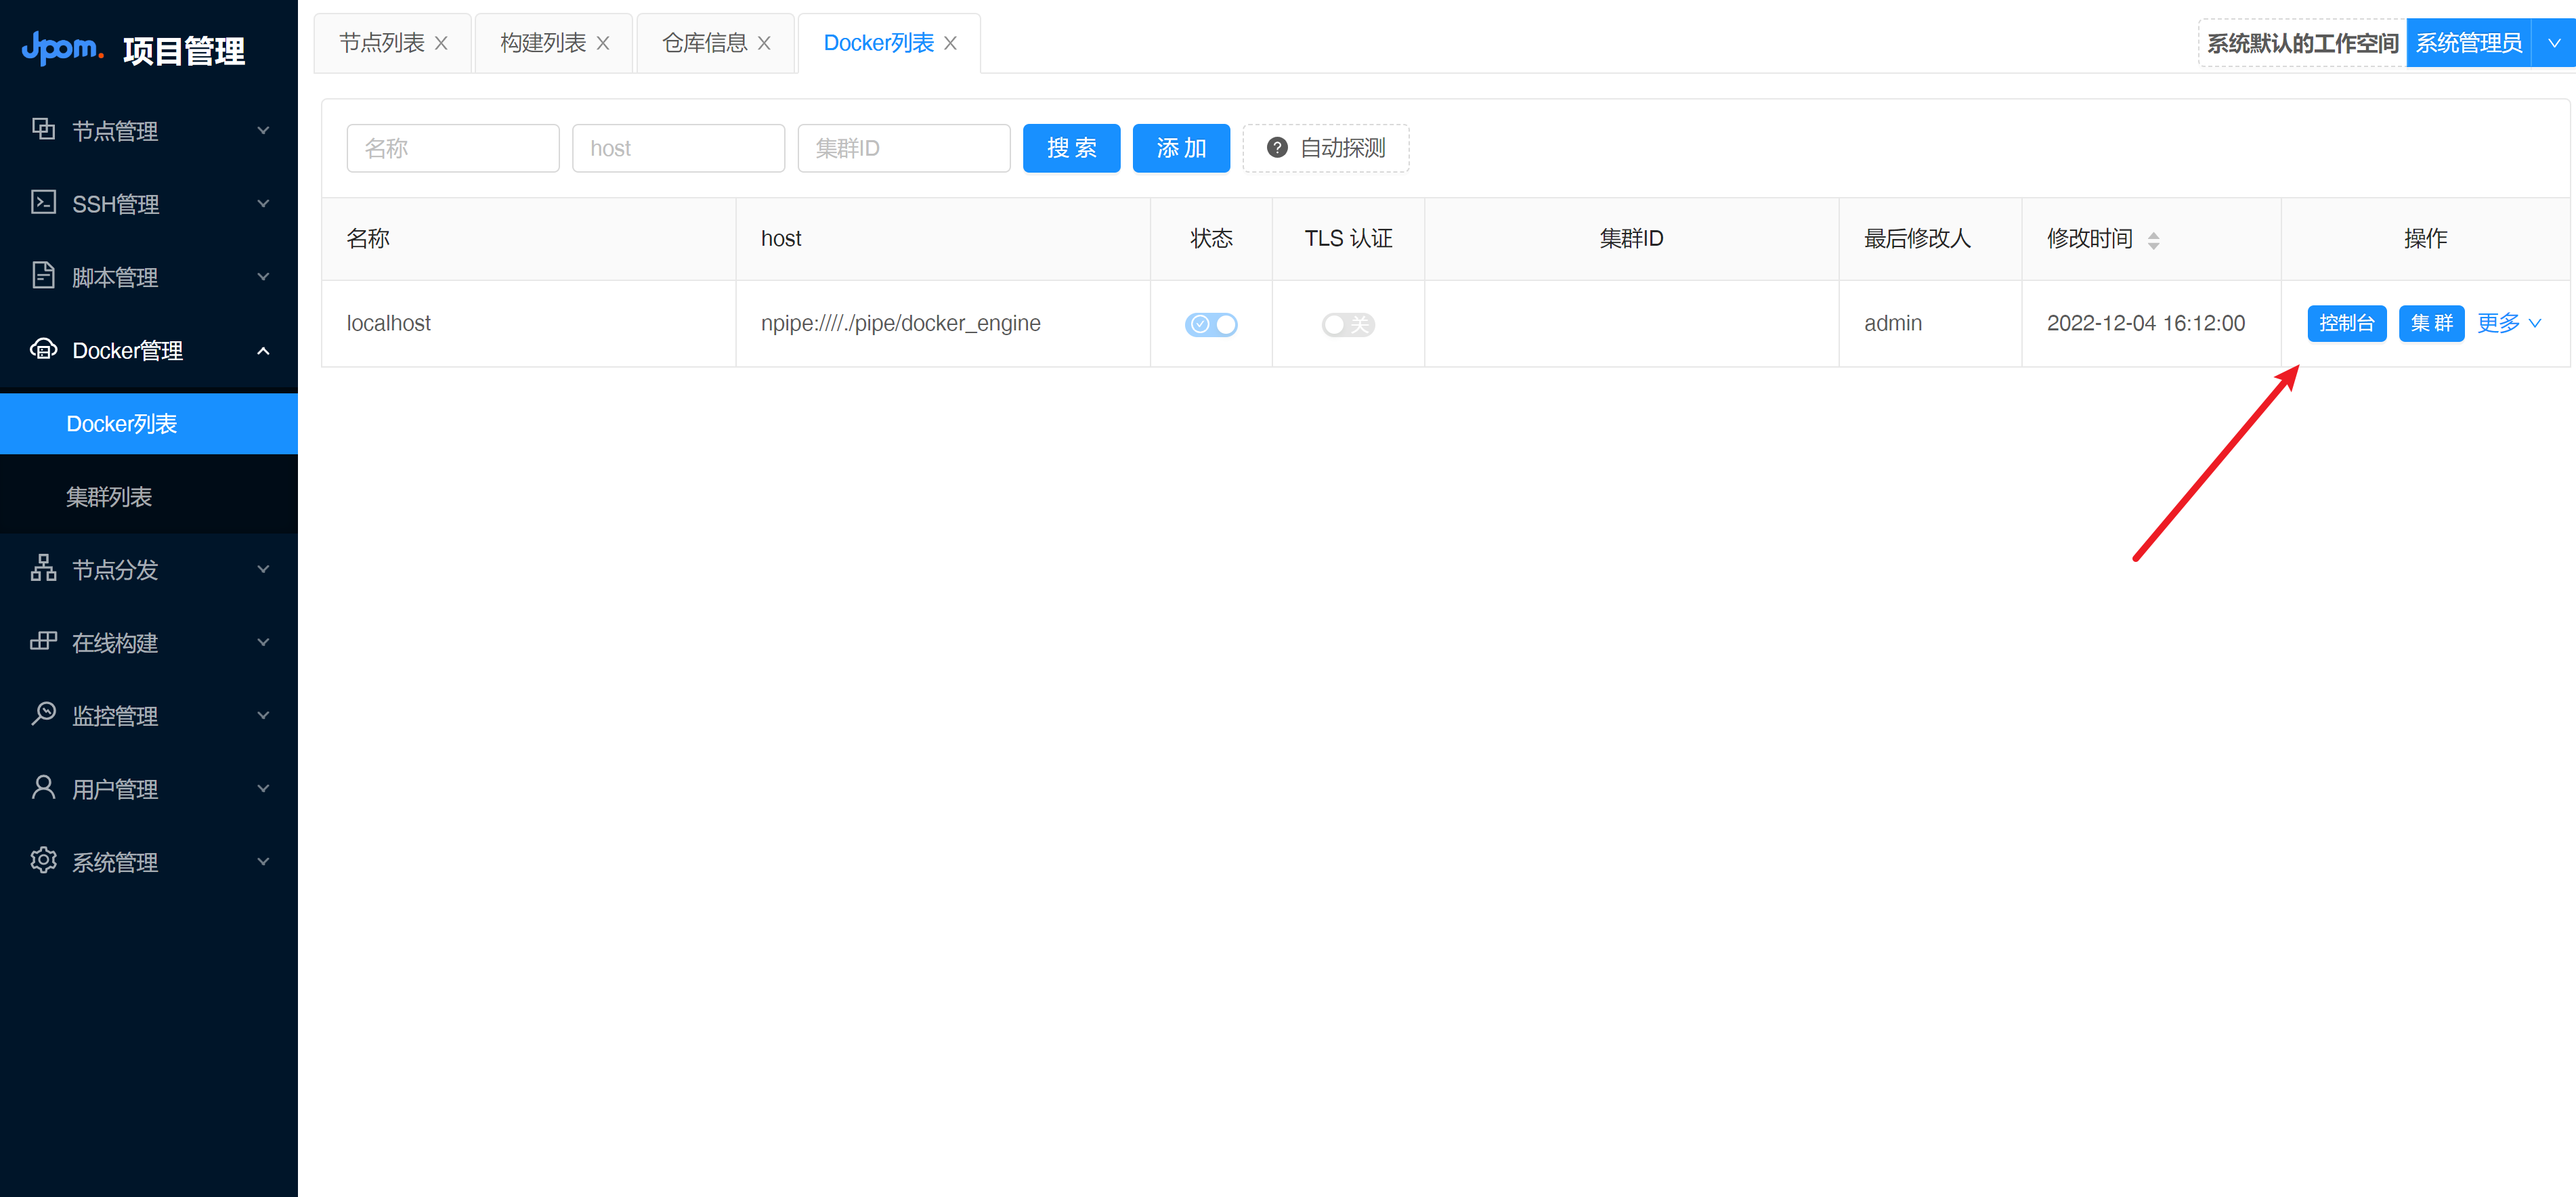 Jpom. 项目管理
节点管理
SSH管理
脚本管理
Docker管理
Docker列表
集群列表
节点分发
在线构建
监控管理
用户管理
系统管理
节点列表 构建列表 仓库信息 Docker列表
系统默认的工作空间 系统管理员
名称 host 集群ID 搜 索 添 加 自动探测
名称 host 状态 TLS 认证 集群ID 最后修改人 修改时间 操作
localhost npipe:////./pipe/docker_engine 关 admin 2022-12-04 16:12:00 控制台 集 群 更多